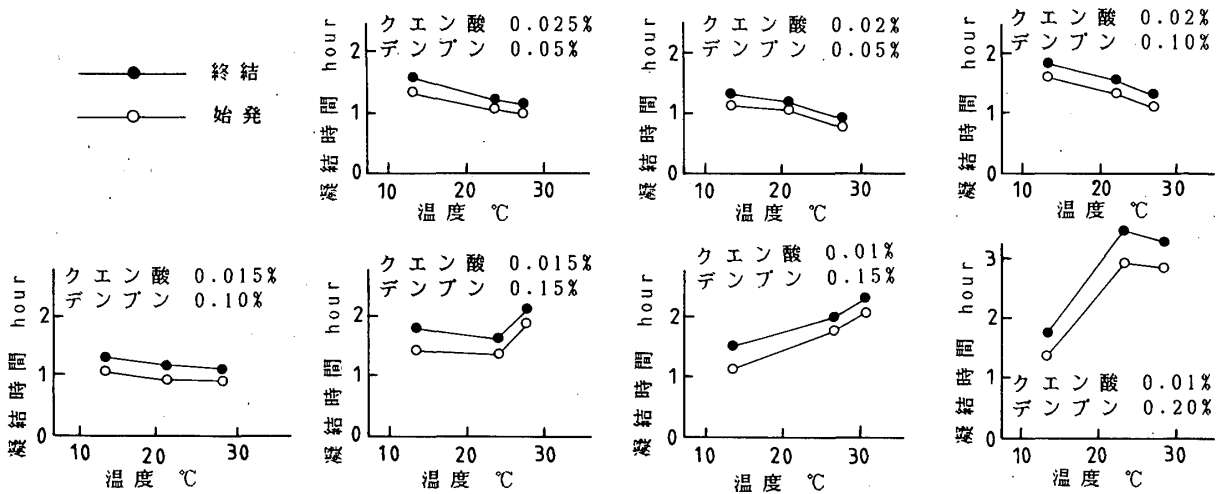 終結
始発
クエン酸 0.025%
デンプン 0.05%
凝結時間 hour
2
1
0
10 20 30
温度 ℃
クエン酸 0.02%
デンプン 0.05%
凝結時間 hour
2
1
0
10 20 30
温度 ℃
クエン酸 0.02%
デンプン 0.10%
凝結時間 hour
2
1
0
10 20 30
温度 ℃
クエン酸 0.015%
デンプン 0.10%
凝結時間 hour
2
1
0
10 20 30
温度 ℃
クエン酸 0.015%
デンプン 0.15%
凝結時間 hour
2
1
0
10 20 30
温度 ℃
クエン酸 0.01%
デンプン 0.15%
凝結時間 hour
2
1
0
10 20 30
温度 ℃
凝結時間 hour
3
2
1
0
クエン酸 0.01%
デンプン 0.20%
10 20 30
温度 ℃